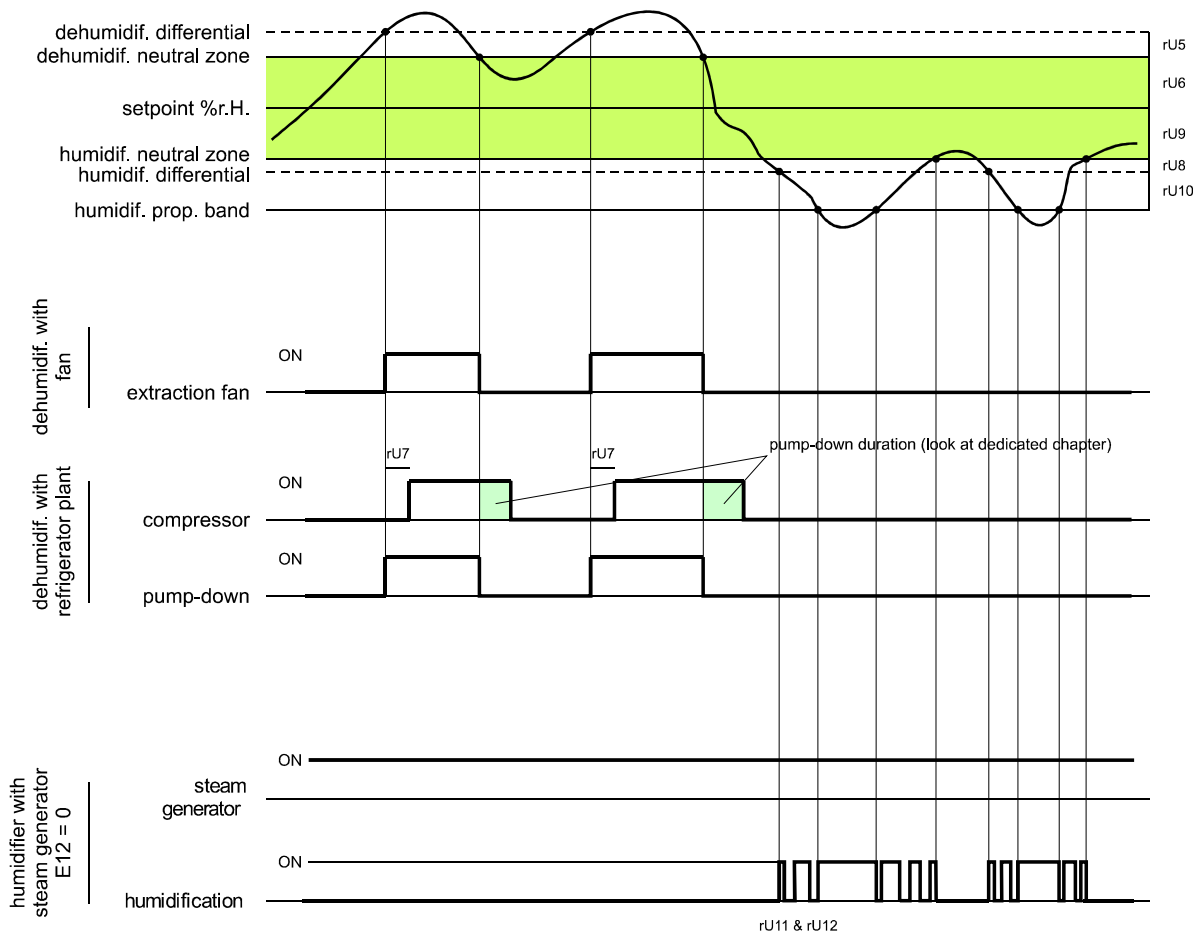 dehumidif. differential
dehumidif. neutral zone
setpoint %r.H.
humidif. neutral zone
humidif. differential
humidif. prop. band
rU5
rU6
rU9
rU8
rU10
dehumidif. with
fan
ON
extraction fan
dehumidif. with
refrigerator plant
rU7
rU7
pump-down duration (look at dedicated chapter)
ON
compressor
ON
pump-down
humidifier with
steam generator
E12 = 0
ON
steam
generator
ON
humidification
rU11 & rU12